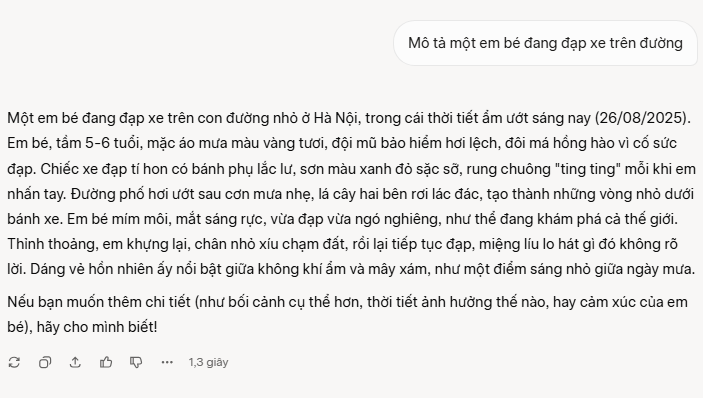 Mô tả một em bé đang đạp xe trên đường
Một em bé đang đạp xe trên con đường nhỏ ở Hà Nội, trong cái thời tiết ẩm ướt sáng nay (26/08/2025).
Em bé, tầm 5-6 tuổi, mặc áo mưa màu vàng tươi, đội mũ bảo hiểm hơi lệch, đôi má hồng hào vì cố sức
đạp. Chiếc xe đạp tí hon có bánh phụ lắc lư, sơn màu xanh đỏ sặc sỡ, rung chuông "ting ting" mỗi khi em
nhấn tay. Đường phố hơi ướt sau cơn mưa nhẹ, lá cây hai bên rơi lác đác, tạo thành những vòng nhỏ dưới
bánh xe. Em bé mím môi, mắt sáng rực, vừa đạp vừa ngó nghiêng, như thể đang khám phá cả thế giới.
Thỉnh thoảng, em khựng lại, chân nhỏ xíu chạm đất, rồi lại tiếp tục đạp, miệng líu lo hát gì đó không rõ
lời. Dáng vẻ hồn nhiên ấy nổi bật giữa không khí ẩm và mây xám, như một điểm sáng nhỏ giữa ngày mưa.
Nếu bạn muốn thêm chi tiết (như bối cảnh cụ thể hơn, thời tiết ảnh hưởng thế nào, hay cảm xúc của em
bé), hãy cho mình biết!
1,3 giây